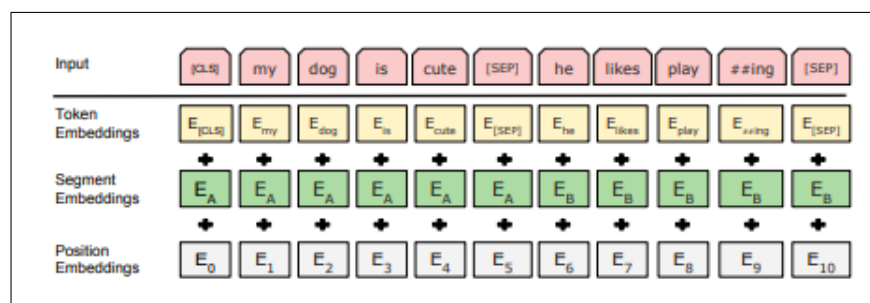 Input [CLS] my dog is cute [SEP] he likes play ##ing [SEP]
Token
Embeddings E[CLS] Emy Edog Eis Ecute E[SEP] Ehe Elikes Eplay E##ing E[SEP]
Segment
Embeddings EA EA EA EA EA EA EB EB EB EB EB
Position
Embeddings E0 E1 E2 E3 E4 E5 E6 E7 E8 E9 E10